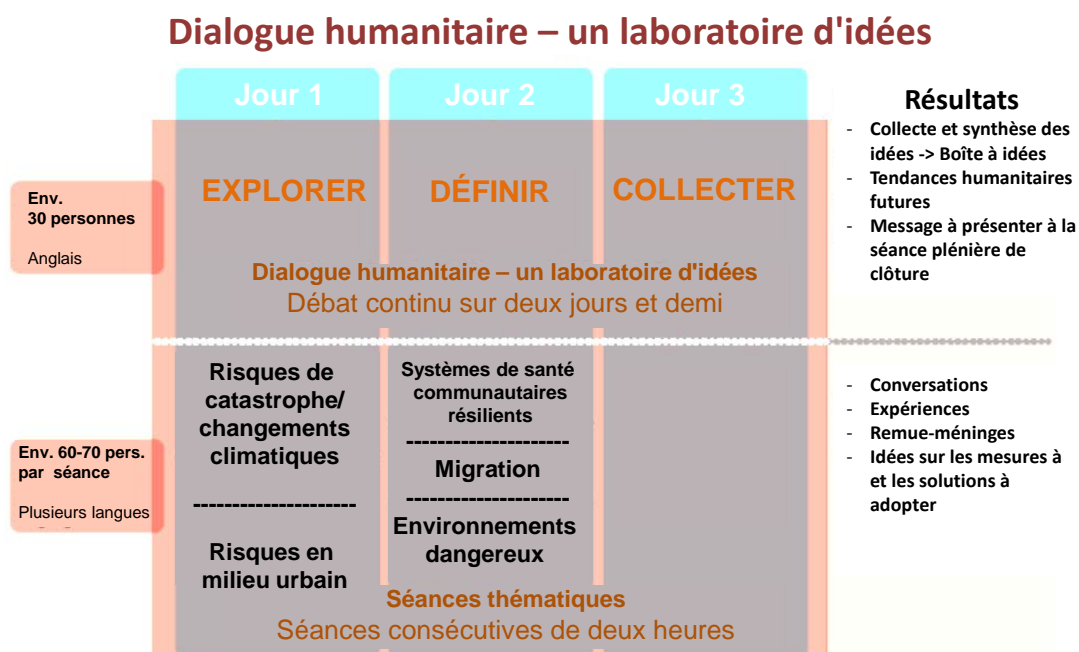 Dialogue humanitaire – un laboratoire d'idées
Jour 1
Jour 2
Jour 3
Résultats
- Collecte et synthèse des
idées -> Boîte à idées
- Tendances humanitaires
futures
- Message à présenter à la
séance plénière de
clôture
Env.
30 personnes
Anglais
EXPLORER
DÉFINIR
COLLECTER
Dialogue humanitaire – un laboratoire d'idées
Débat continu sur deux jours et demi
Env. 60-70 pers.
par séance
Plusieurs langues
Risques de
catastrophe/
changements
climatiques
---------------------
Risques en
milieu urbain
Systèmes de santé
communautaires
résilients
---------------------
Migration
---------------------
Environnements
dangereux
- Conversations
- Expériences
- Remue-méninges
- Idées sur les mesures à
et les solutions à
adopter
Séances thématiques
Séances consécutives de deux heures